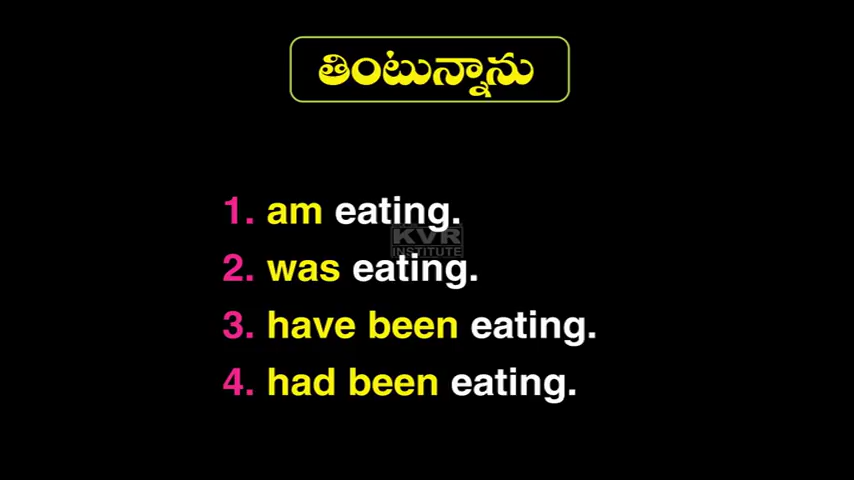 తింటున్నాను
1. am eating.
KVR
INSTITUTE
2. was eating.
3. have been eating.
4. had been eating.